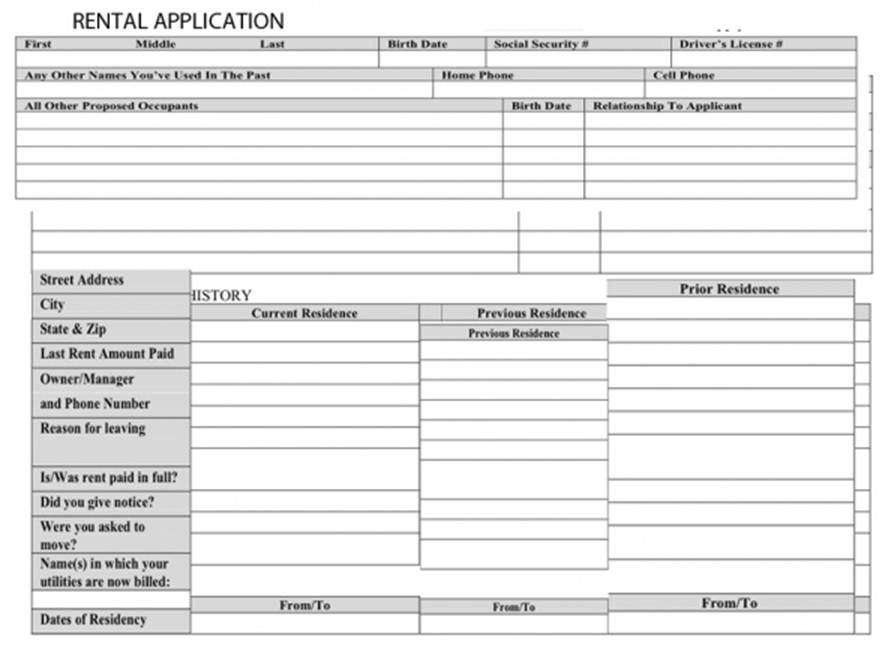 RENTAL APPLICATION
First Middle Last Birth Date Social Security # Driver's License #
Any Other Names You've Used In The Past Home Phone Cell Phone
All Other Proposed Occupants Birth Date Relationship To Applicant
Street Address
HISTORY Prior Residence
City
Current Residence Previous Residence
State & Zip Previous Residence
Last Rent Amount Paid
Owner/Manager
and Phone Number
Reason for leaving
Is/Was rent paid in full?
Did you give notice?
Were you asked to
move?
Name(s) in which your
utilities are now billed:
From/To From/To From/To
Dates of Residency